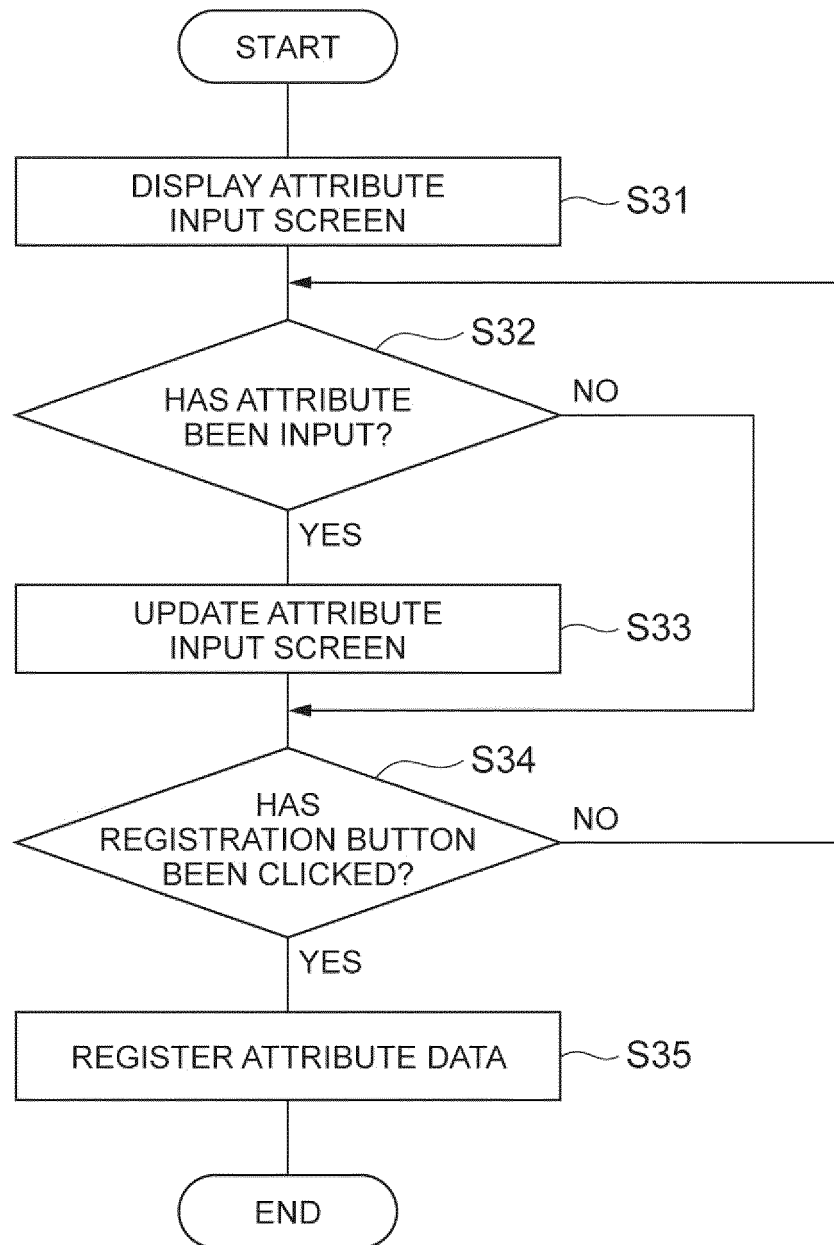 START
DISPLAY ATTRIBUTE
INPUT SCREEN
S31
S32
HAS ATTRIBUTE
BEEN INPUT?
NO
YES
UPDATE ATTRIBUTE
INPUT SCREEN
S33
S34
HAS
REGISTRATION BUTTON
BEEN CLICKED?
NO
YES
REGISTER ATTRIBUTE DATA
S35
END